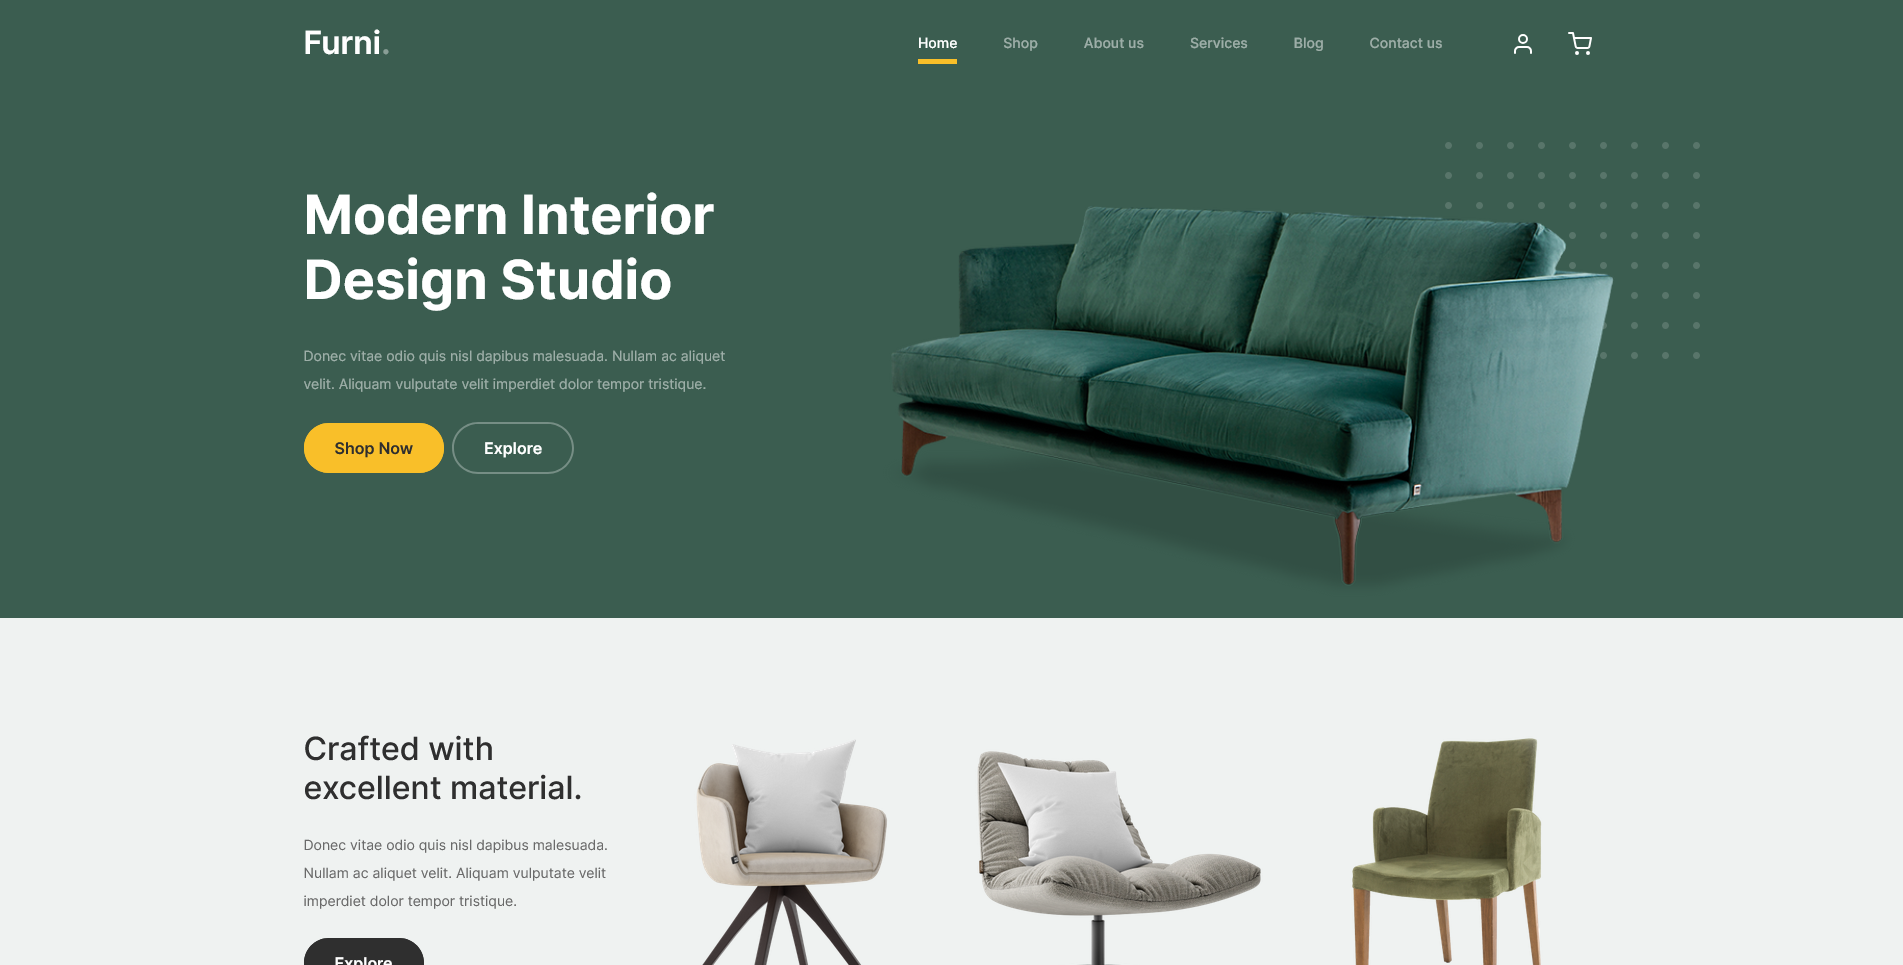 Furni.
Home
Shop
About us
Services
Blog
Contact us
Modern Interior
Design Studio
Donec vitae odio quis nisl dapibus malesuada. Nullam ac aliquet
velit. Aliquam vulputate velit imperdiet dolor tempor tristique.
Shop Now
Explore
Crafted with
excellent material.
Donec vitae odio quis nisl dapibus malesuada.
Nullam ac aliquet velit. Aliquam vulputate velit
imperdiet dolor tempor tristique.
Explore